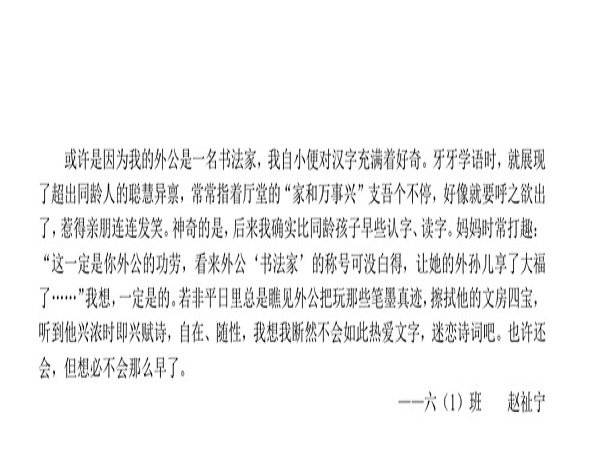 或许是因为我的外公是一名书法家，我自小便对汉字充满着好奇。牙牙学语时，就展现
了超出同龄人的聪慧异禀，常常指着厅堂的“家和万事兴”支吾个不停，好像就要呼之欲出
了，惹得亲朋连连发笑。神奇的是，后来我确实比同龄孩子早些认字、读字。妈妈时常打趣：
“这一定是你外公的功劳，看来外公‘书法家’的称号可没白得，让她的外孙儿享了大福
了……”我想，一定是的。若非平日里总是瞧见外公把玩那些笔墨真迹，擦拭他的文房四宝，
听到他兴浓时即兴赋诗，自在、随性，我想我断然不会如此热爱文字，迷恋诗词吧。也许还
会，但想必不会那么早了。
——六（1）班 赵祉宁